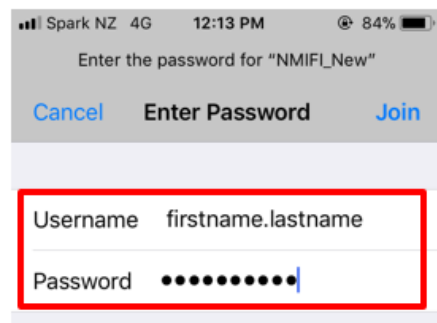 Spark NZ 4G 12:13 PM 84%
Enter the password for “NMIFI_New”
Cancel Enter Password Join
Username firstname.lastname
Password ●●●●●●●●●●